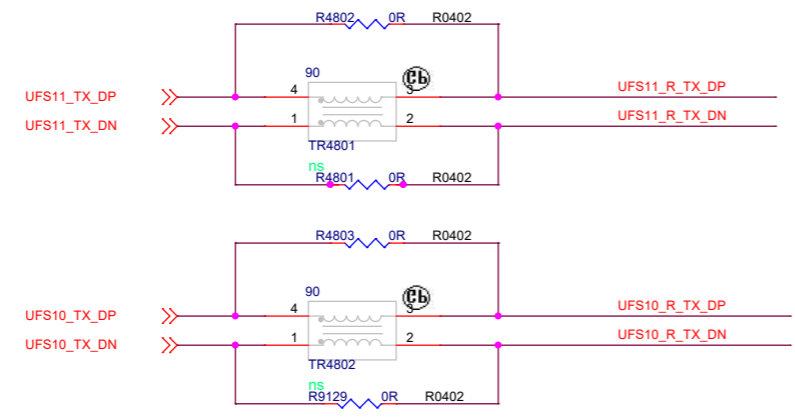 R4802 0R R0402
90
4 3
UFS11_TX_DP UFS11_R_TX_DP
UFS11_TX_DN 1 2 UFS11_R_TX_DN
TR4801
ns
R4801 0R R0402
R4803 0R R0402
90
4 3
UFS10_TX_DP UFS10_R_TX_DP
UFS10_TX_DN 1 2 UFS10_R_TX_DN
TR4802
ns
R9129 0R R0402